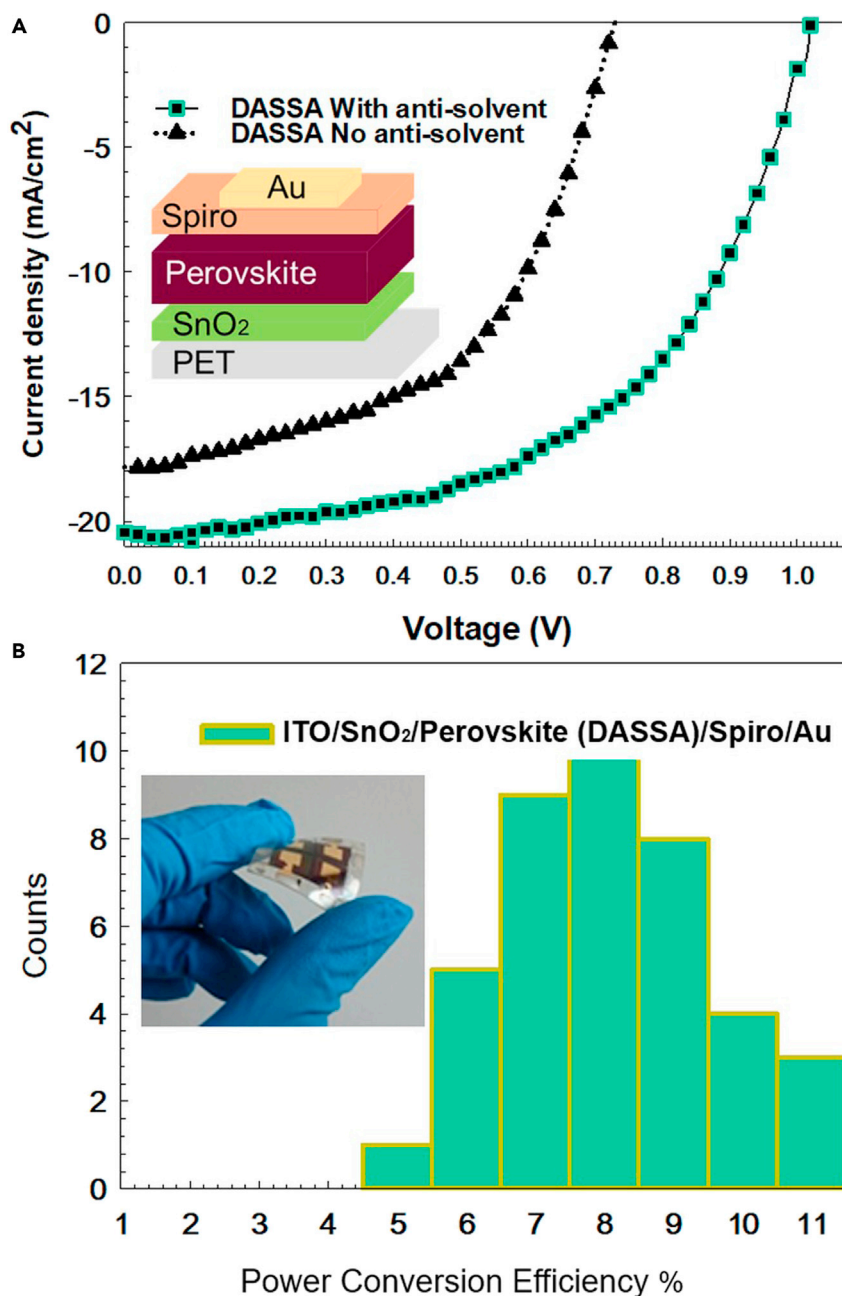 A
0
-5
-10
-15
-20
Current density (mA/cm²)
DASSA With anti-solvent
DASSA No anti-solvent
Au
Spiro
Perovskite
SnO₂
PET
0.0 0.1 0.2 0.3 0.4 0.5 0.6 0.7 0.8 0.9 1.0
Voltage (V)
B
12
10
8
6
4
2
0
Counts
ITO/SnO₂/Perovskite (DASSA)/Spiro/Au
1 2 3 4 5 6 7 8 9 10 11
Power Conversion Efficiency %